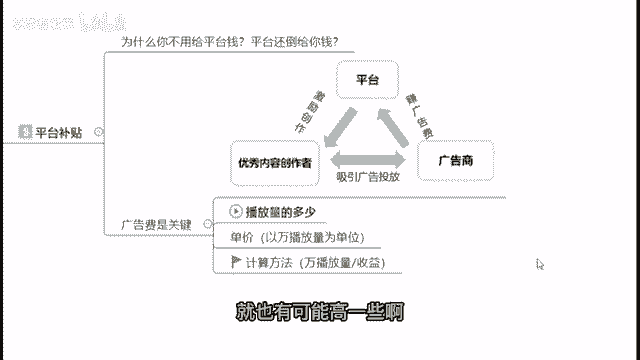 为什么你不用给平台钱？平台还倒给你钱？
平台
激励创作
赚广告费
$ 平台补贴
优秀内容创作者
广告商
吸引广告投放
播放量的多少
广告费是关键
单价（以万播放量为单位）
计算方法（万播放量/收益）
就也有可能高一些啊